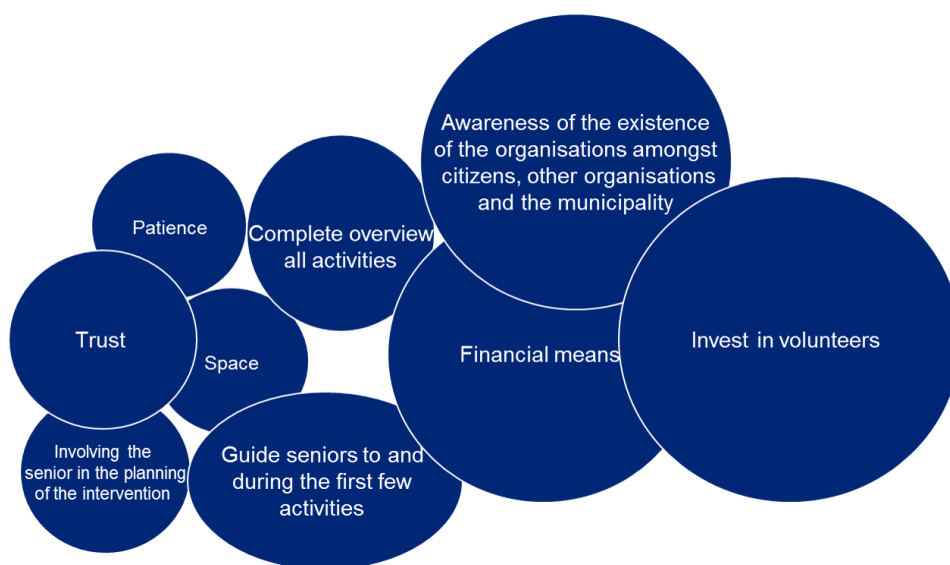 Awareness of the existence
of the organisations amongst
citizens, other organisations
and the municipality
Patience
Complete overview
all activities
Trust
Space
Financial means
Invest in volunteers
Involving the
senior in the planning
of the intervention
Guide seniors to and
during the first few
activities